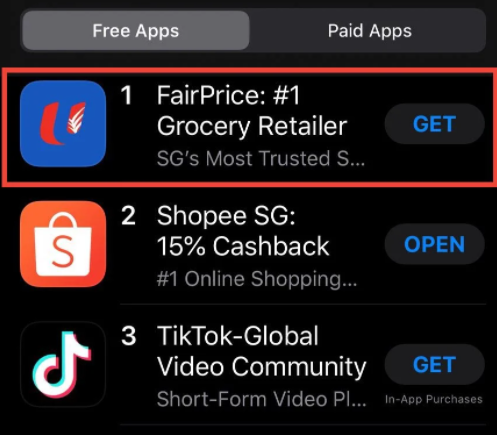 Free Apps
Paid Apps
1
FairPrice: #1
Grocery Retailer
SG's Most Trusted S...
GET
2
Shopee SG:
15% Cashback
#1 Online Shopping...
OPEN
S
3
TikTok-Global
Video Community
Short-Form Video Pl...
GET
In-App Purchases